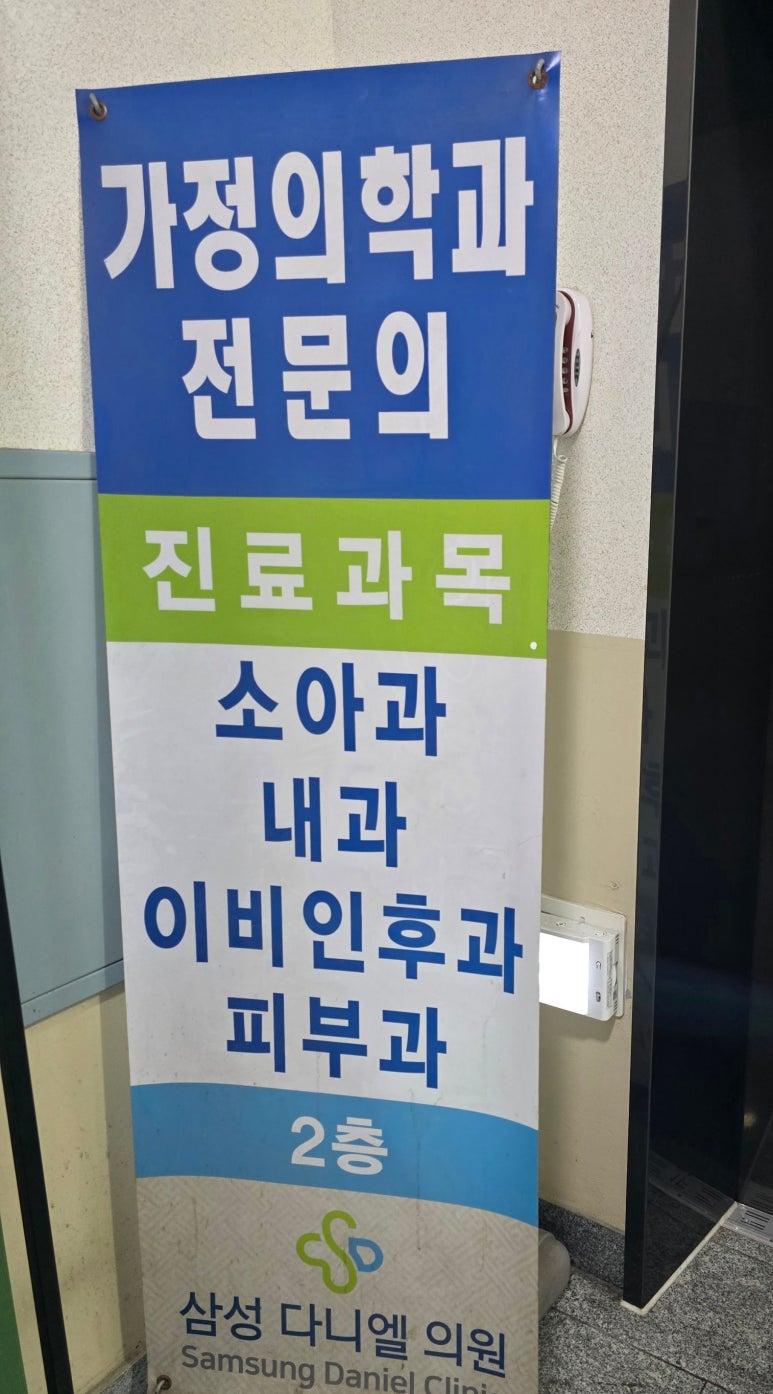 가정의학과
전문의
진료과목
소아과
내과
이비인후과
피부과
2층
삼성 다니엘 의원
Samsung Daniel Clinic